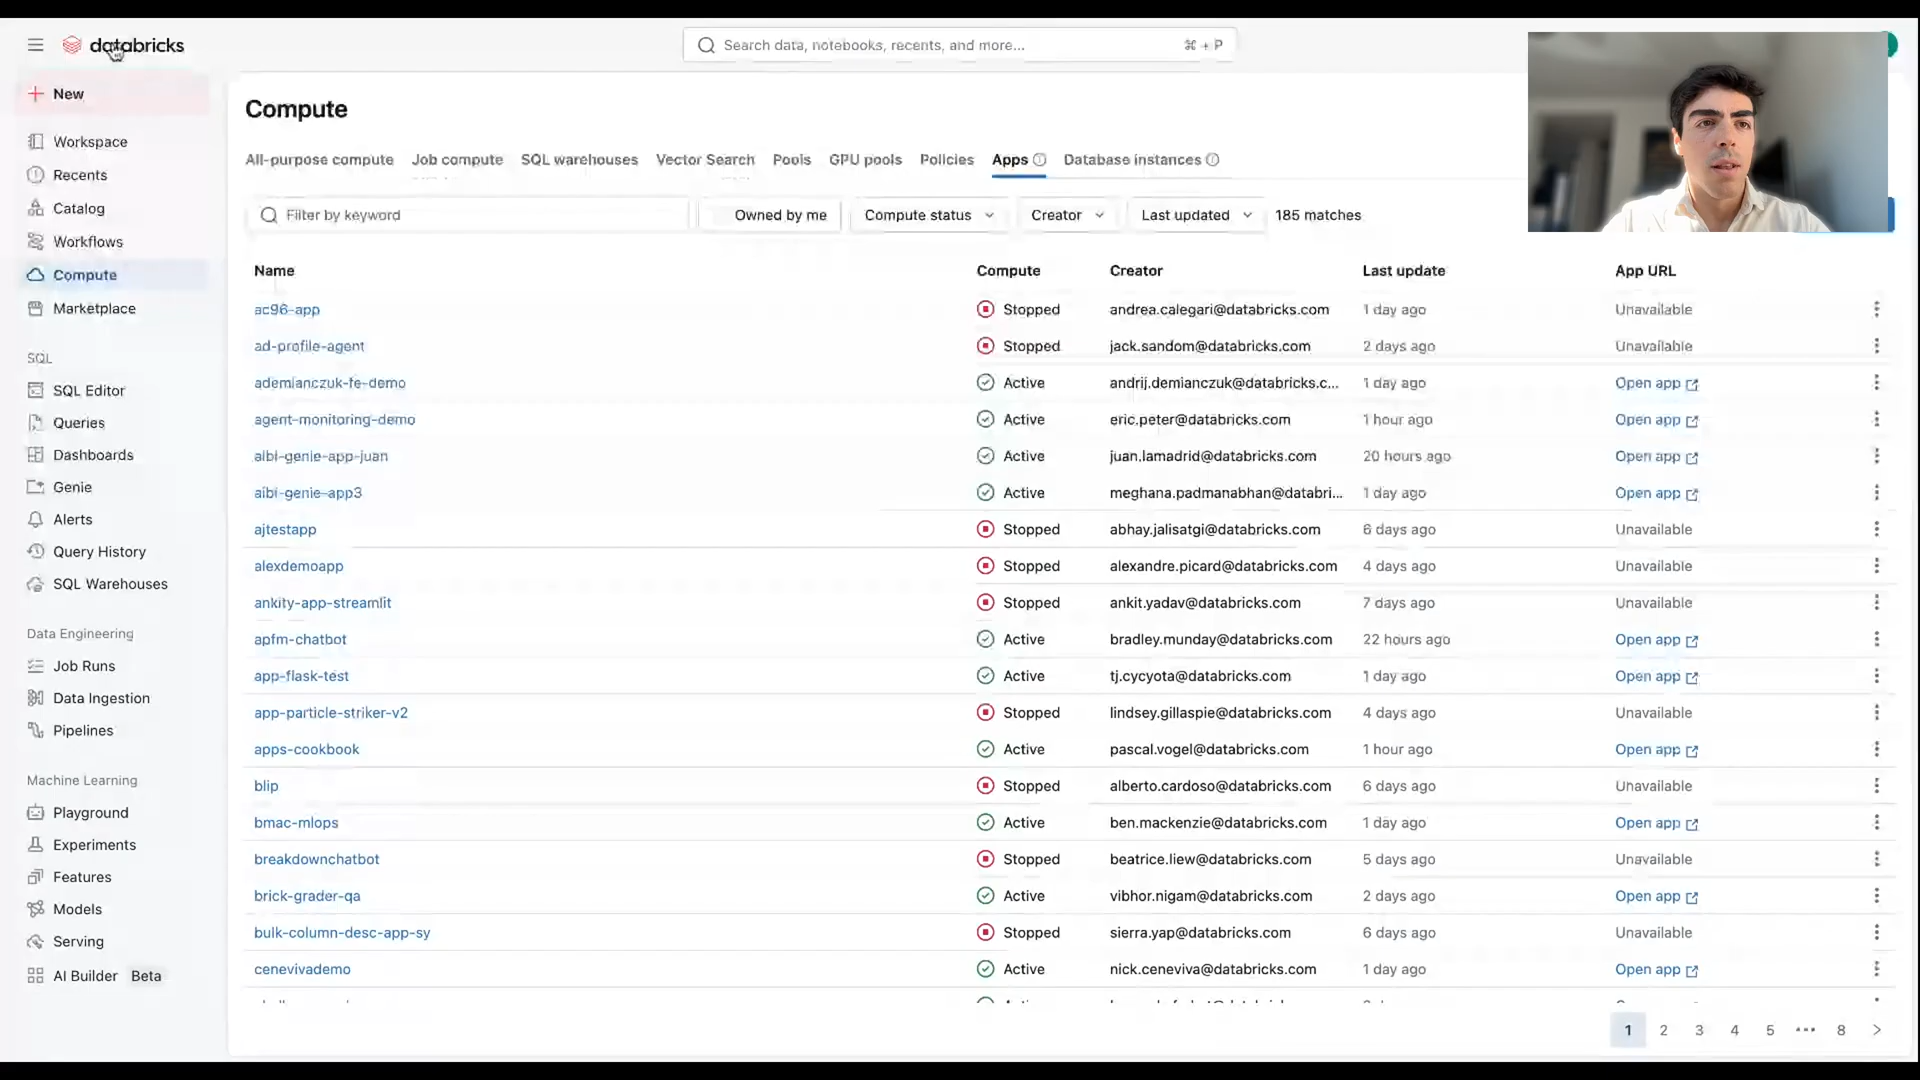 databricks
Search data, notebooks, recents, and more...
⌘ + P
New
Workspace
Recents
Catalog
Workflows
Compute
Marketplace
SQL
SQL Editor
Queries
Dashboards
Genie
Alerts
Query History
SQL Warehouses
Data Engineering
Job Runs
Data Ingestion
Pipelines
Machine Learning
Playground
Experiments
Features
Models
Serving
AI Builder Beta
Compute
All-purpose compute Job compute SQL warehouses Vector Search Pools GPU pools Policies Apps Database instances
Filter by keyword Owned by me Compute status Creator Last updated 185 matches
Name Compute Creator Last update App URL
ac96-app Stopped andrea.calegari@databricks.com 1 day ago Unavailable
ad-profile-agent Stopped jack.sandom@databricks.com 2 days ago Unavailable
ademianczuk-fe-demo Active andrij.demianczuk@databricks.c... 1 day ago Open app
agent-monitoring-demo Active eric.peter@databricks.com 1 hour ago Open app
aibi-genie-app-juan Active juan.lamadrid@databricks.com 20 hours ago Open app
aibi-genie-app3 Active meghana.padmanabhan@databri... 1 day ago Open app
ajtestapp Stopped abhay.jalisatgi@databricks.com 6 days ago Unavailable
alexdemoapp Stopped alexandre.picard@databricks.com 4 days ago Unavailable
ankity-app-streamlit Stopped ankit.yadav@databricks.com 7 days ago Unavailable
apfm-chatbot Active bradley.munday@databricks.com 22 hours ago Open app
app-flask-test Active tj.cycyota@databricks.com 1 day ago Open app
app-particle-striker-v2 Stopped lindsey.gillaspie@databricks.com 4 days ago Unavailable
apps-cookbook Active pascal.vogel@databricks.com 1 hour ago Open app
blip Stopped alberto.cardoso@databricks.com 6 days ago Unavailable
bmac-mlops Active ben.mackenzie@databricks.com 1 day ago Open app
breakdownchatbot Stopped beatrice.liew@databricks.com 5 days ago Unavailable
brick-grader-qa Active vibhor.nigam@databricks.com 2 days ago Open app
bulk-column-desc-app-sy Stopped sierra.yap@databricks.com 6 days ago Unavailable
cenevivademo Active nick.ceneviva@databricks.com 1 day ago Open app
1 2 3 4 5 ••• 8